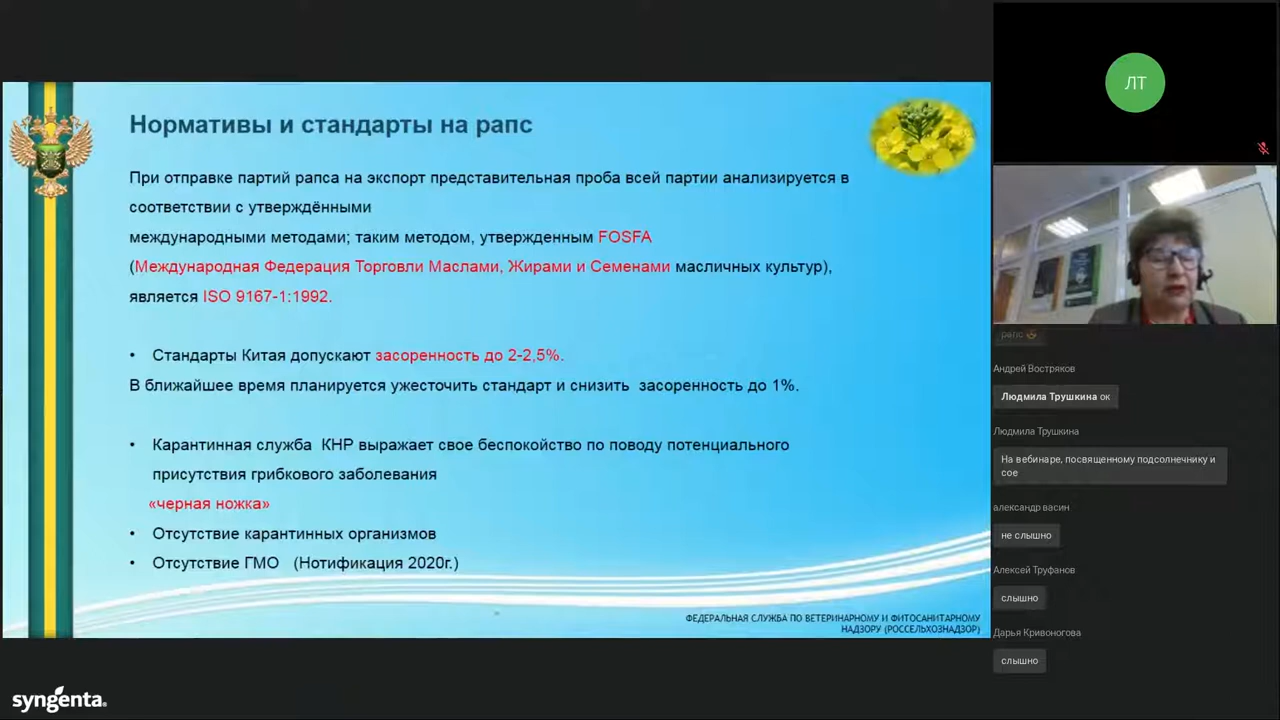 Нормативы и стандарты на рапс
При отправке партий рапса на экспорт представительная проба всей партии анализируется в
соответствии с утверждёнными
международными методами; таким методом, утвержденным FOSFA
(Международная Федерация Торговли Маслами, Жирами и Семенами масличных культур),
является ISO 9167-1:1992.
• Стандарты Китая допускают засоренность до 2-2,5%.
В ближайшее время планируется ужесточить стандарт и снизить засоренность до 1%.
• Карантинная служба КНР выражает свое беспокойство по поводу потенциального
присутствия грибкового заболевания
«черная ножка»
• Отсутствие карантинных организмов
• Отсутствие ГМО (Нотификация 2020г.)
ФЕДЕРАЛЬНАЯ СЛУЖБА ПО ВЕТЕРИНАРНОМУ И ФИТОСАНИТАРНОМУ
НАДЗОРУ (РОССЕЛЬХОЗНАДЗОР)
syngenta.
ЛТ
рапс
Андрей Востряков
Людмила Трушкина ок
Людмила Трушкина
На вебинаре, посвященному подсолнечнику и
сое
александр васин
не слышно
Алексей Труфанов
слышно
Дарья Кривоногова
слышно